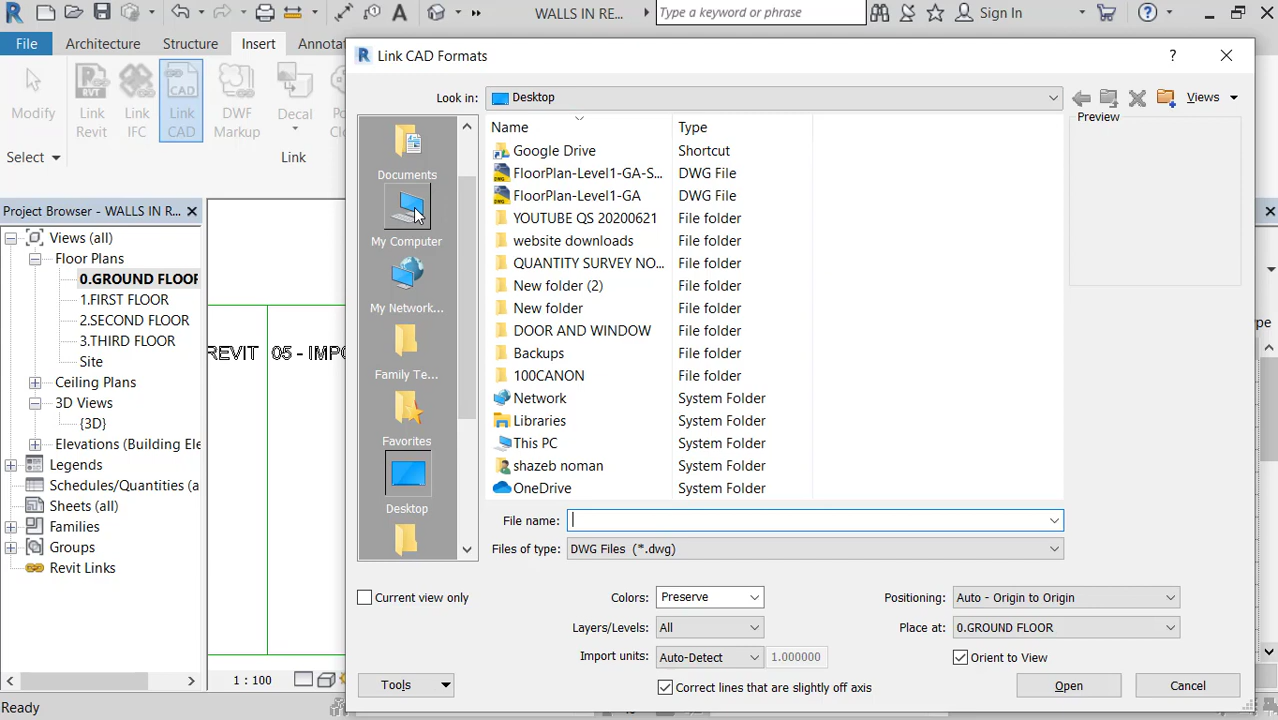 WALLS IN RE...
Type a keyword or phrase
Sign In
File
Architecture
Structure
Insert
Annota
Modify
Link
Revit
Link
IFC
Link
CAD
DWF
Markup
Decal
Po
Select
Link
Project Browser - WALLS IN R...
Views (all)
Floor Plans
0.GROUND FLOOR
1.FIRST FLOOR
2.SECOND FLOOR
3.THIRD FLOOR
Site
Ceiling Plans
3D Views
{3D}
Elevations (Building Ele
Legends
Schedules/Quantities (a
Sheets (all)
Families
Groups
Revit Links
Ready
REVIT 05 - IMPO
1 : 100
Link CAD Formats
Look in:
Desktop
Views
Documents
My Computer
My Network...
Family Te...
Favorites
Desktop
Name
Type
Google Drive Shortcut
FloorPlan-Level1-GA-S... DWG File
FloorPlan-Level1-GA DWG File
YOUTUBE QS 20200621 File folder
website downloads File folder
QUANTITY SURVEY NO... File folder
New folder (2) File folder
New folder File folder
DOOR AND WINDOW File folder
Backups File folder
100CANON File folder
Network System Folder
Libraries System Folder
This PC System Folder
shazeb noman System Folder
OneDrive System Folder
Preview
File name:
Files of type: DWG Files (*.dwg)
Current view only
Colors: Preserve
Layers/Levels: All
Import units: Auto-Detect 1.000000
Correct lines that are slightly off axis
Positioning: Auto - Origin to Origin
Place at: 0.GROUND FLOOR
Orient to View
Tools
Open
Cancel